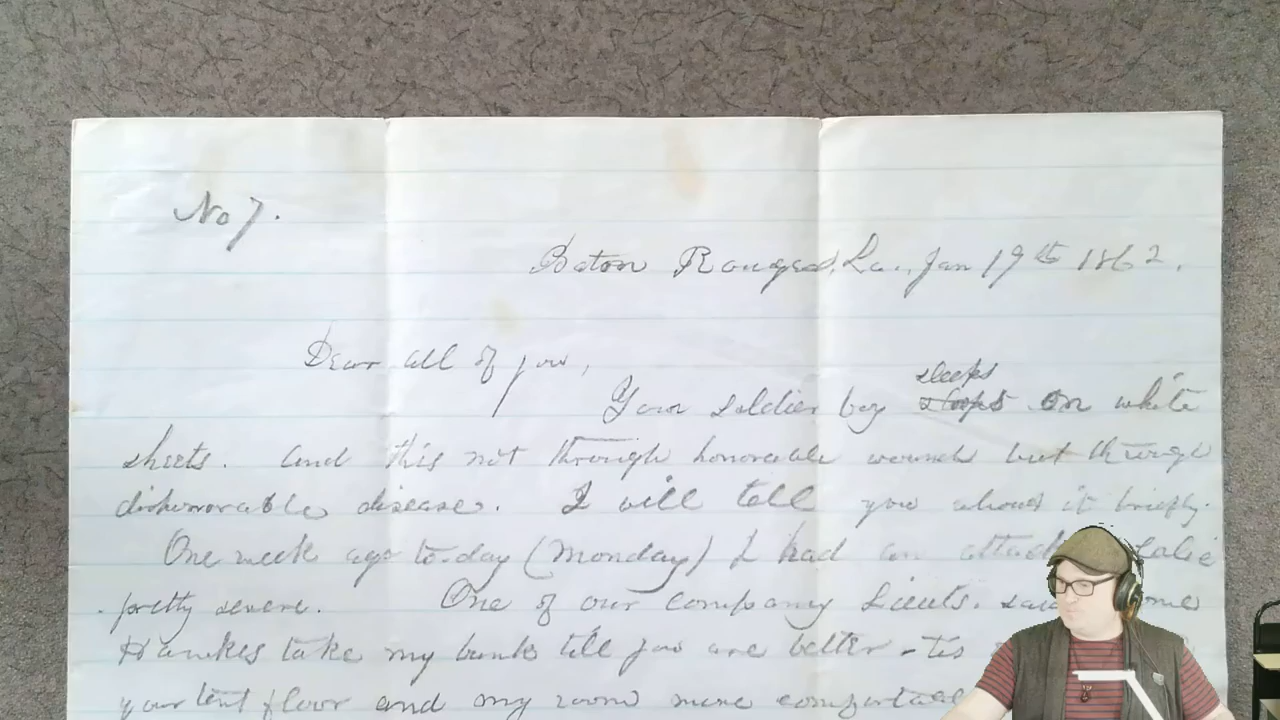 No 7.
Baton Rouge, La., Jan 19th 1862.
Dear all of you,
sleeps
Your soldier boy sleeps on white
sheets. And this not through honorable wounds but through
dishonorable disease. I will tell you about it briefly.
One week ago to-day (Monday) I had an attack
pretty severe. One of our company Lieuts.
Hawkes take my bunk till you are better - tis
your tent floor and my room more